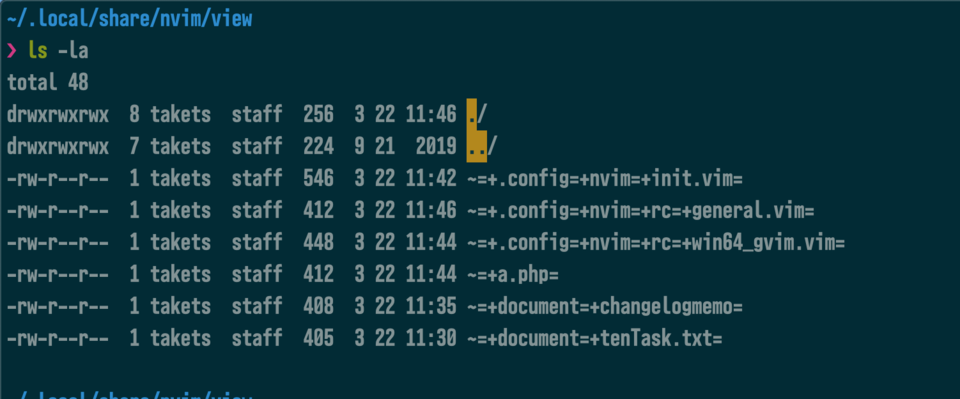 ~/.local/share/nvim/view
❯ ls -la
total 48
drwxrwxrwx  8 takets  staff  256  3 22 11:46 ./
drwxrwxrwx  7 takets  staff  224  9 21  2019 ../
-rw-r--r--  1 takets  staff  546  3 22 11:42 ~=+.config=+nvim=+init.vim=
-rw-r--r--  1 takets  staff  412  3 22 11:46 ~=+.config=+nvim=+rc=+general.vim=
-rw-r--r--  1 takets  staff  448  3 22 11:44 ~=+.config=+nvim=+rc=+win64_gvim.vim=
-rw-r--r--  1 takets  staff  412  3 22 11:44 ~=+a.php=
-rw-r--r--  1 takets  staff  408  3 22 11:35 ~=+document=+changelogmemo=
-rw-r--r--  1 takets  staff  405  3 22 11:30 ~=+document=+tenTask.txt=
~/.local/share/nvim/view